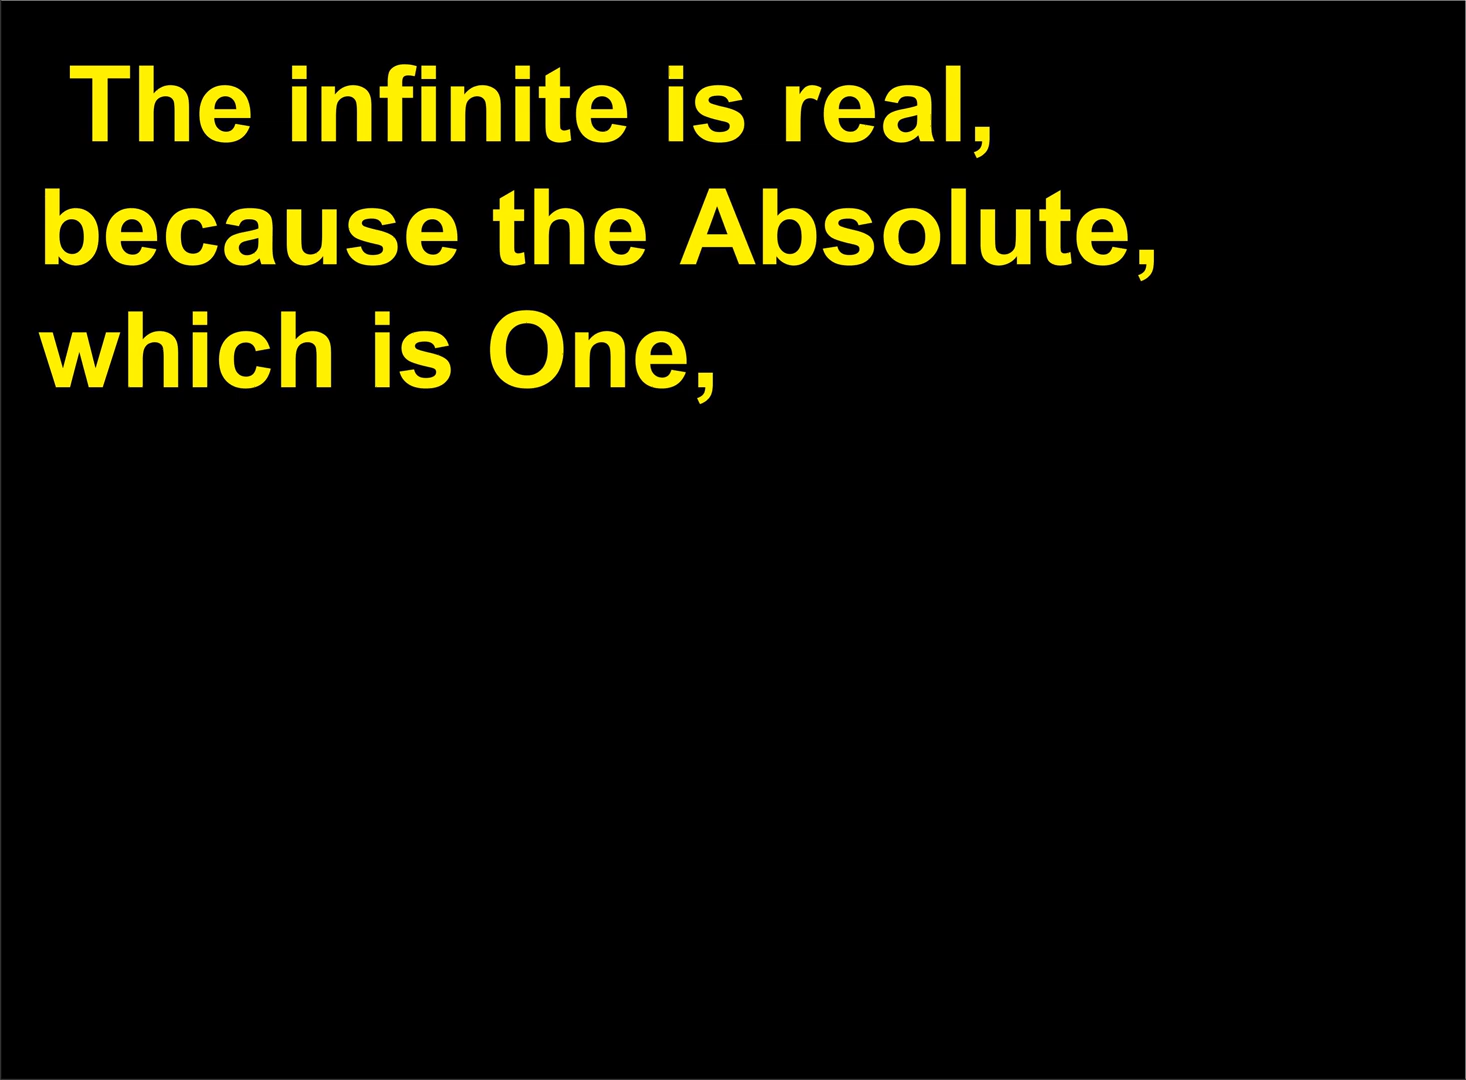 The infinite is real,
because the Absolute,
which is One,